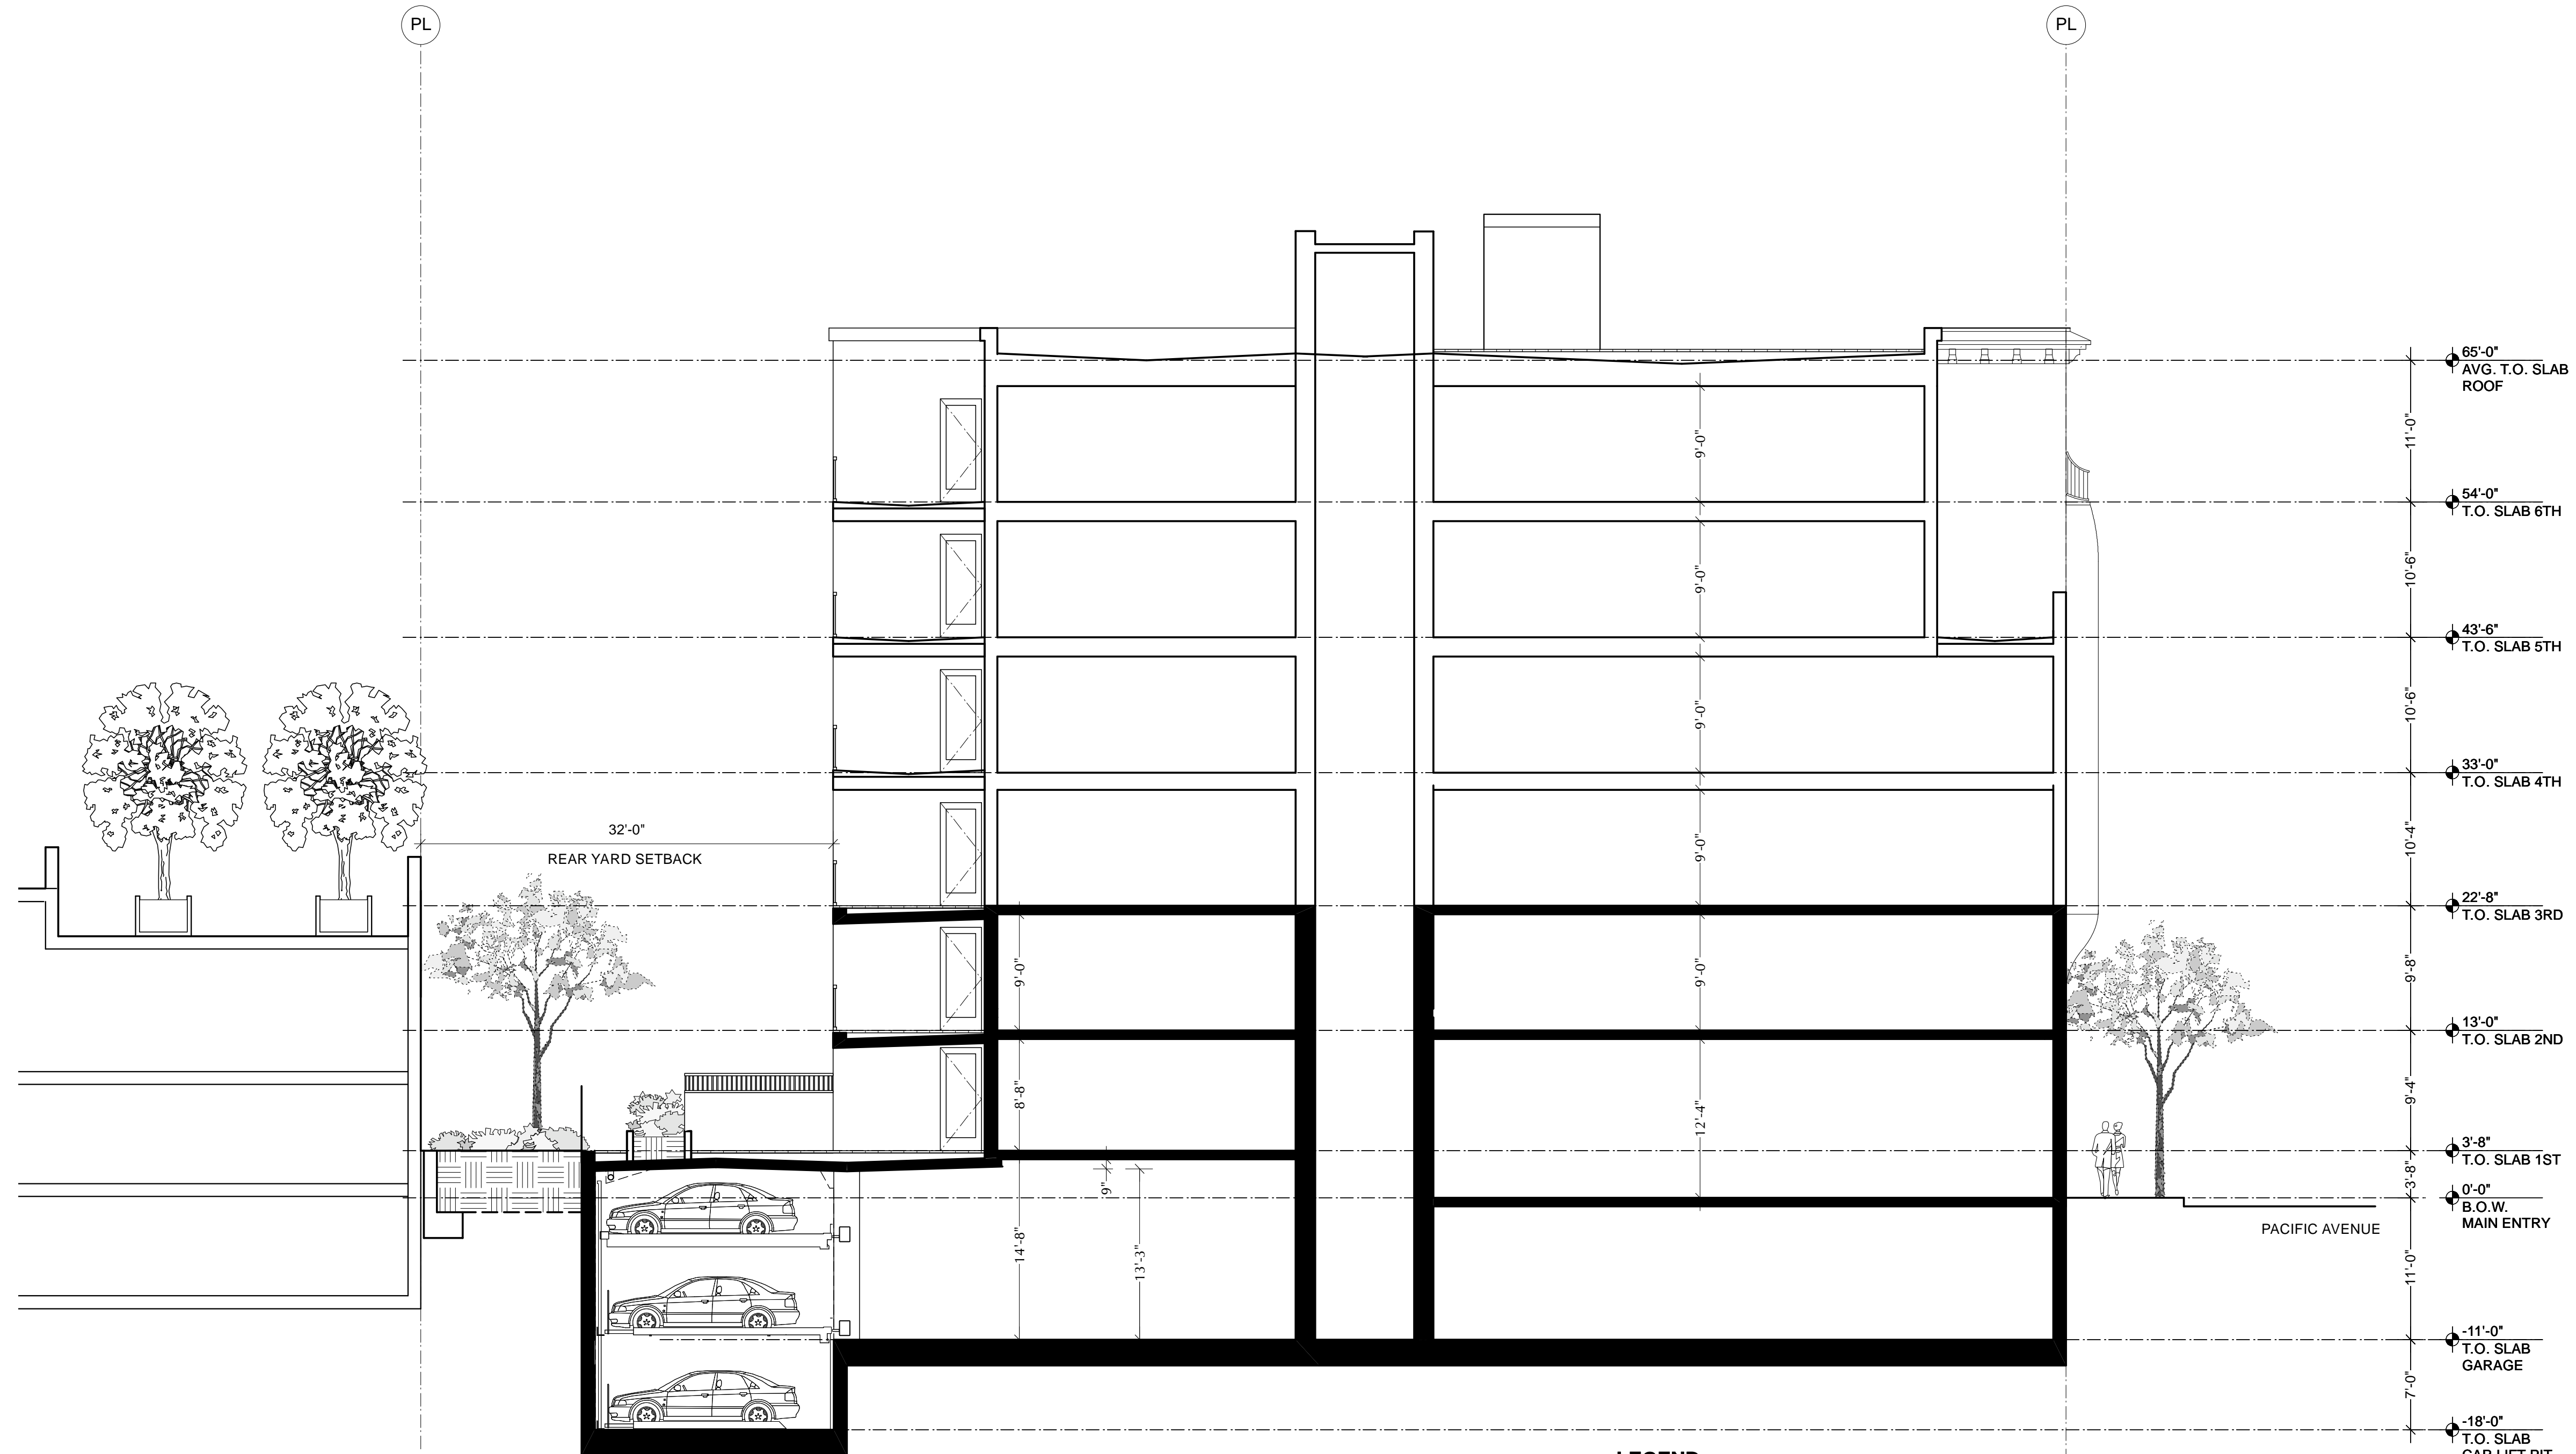 PL
PL
65'-0"
AVG. T.O. SLAB
ROOF
11'-0"
9'-0"
54'-0"
T.O. SLAB 6TH
10'-6"
9'-0"
43'-6"
T.O. SLAB 5TH
10'-6"
9'-0"
33'-0"
T.O. SLAB 4TH
32'-0"
REAR YARD SETBACK
10'-4"
9'-0"
22'-8"
T.O. SLAB 3RD
9'-0"
9'-0"
9'-8"
13'-0"
T.O. SLAB 2ND
8'-8"
12'-4"
9'-4"
3'-8"
T.O. SLAB 1ST
9"
3'-8"
0'-0"
B.O.W.
MAIN ENTRY
PACIFIC AVENUE
14'-8"
13'-3"
11'-0"
-11'-0"
T.O. SLAB
GARAGE
7'-0"
-18'-0"
T.O. SLAB
CAR LIFT PIT
LEGEND